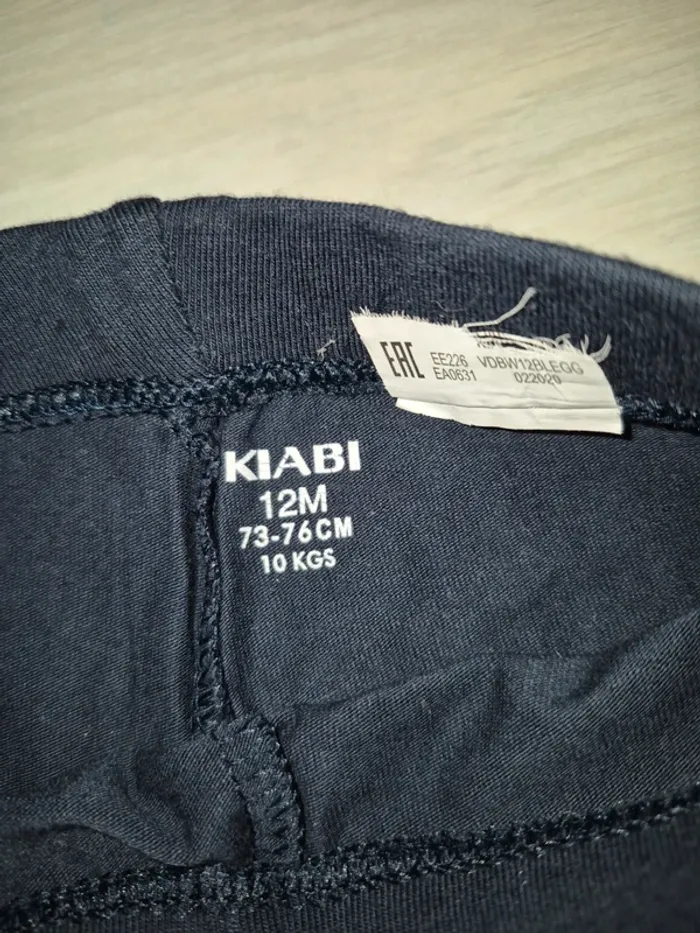 EAC
EE226 VDBW12BLEGG
EA0631 022020
KIABI
12M
73-76CM
10 KGS